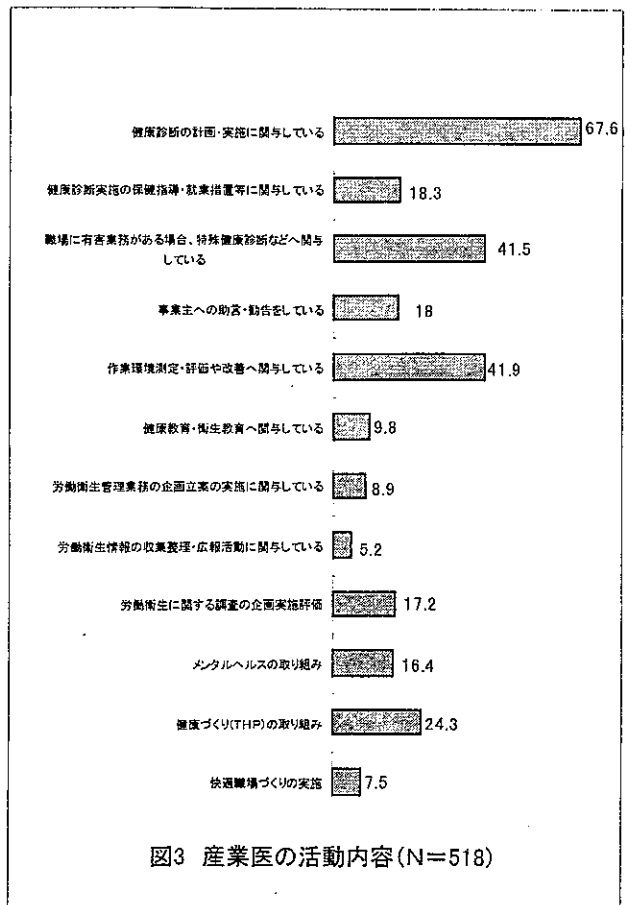 健康診断の計画・実施に関与している
67.6
健康診断実施の保健指導・就業措置等に関与している
18.3
職場に有害業務がある場合、特殊健康診断などへ関与
している
41.5
事業主への助言・勧告をしている
18
作業環境測定・評価や改善へ関与している
41.9
健康教育・衛生教育へ関与している
9.8
労働衛生管理業務の企画立案の実施に関与している
8.9
労働衛生情報の収集整理・広報活動に関与している
5.2
労働衛生に関する調査の企画実施評価
17.2
メンタルヘルスの取り組み
16.4
健康づくり(THP)の取り組み
24.3
快適職場づくりの実施
7.5
図3 産業医の活動内容(N=518)